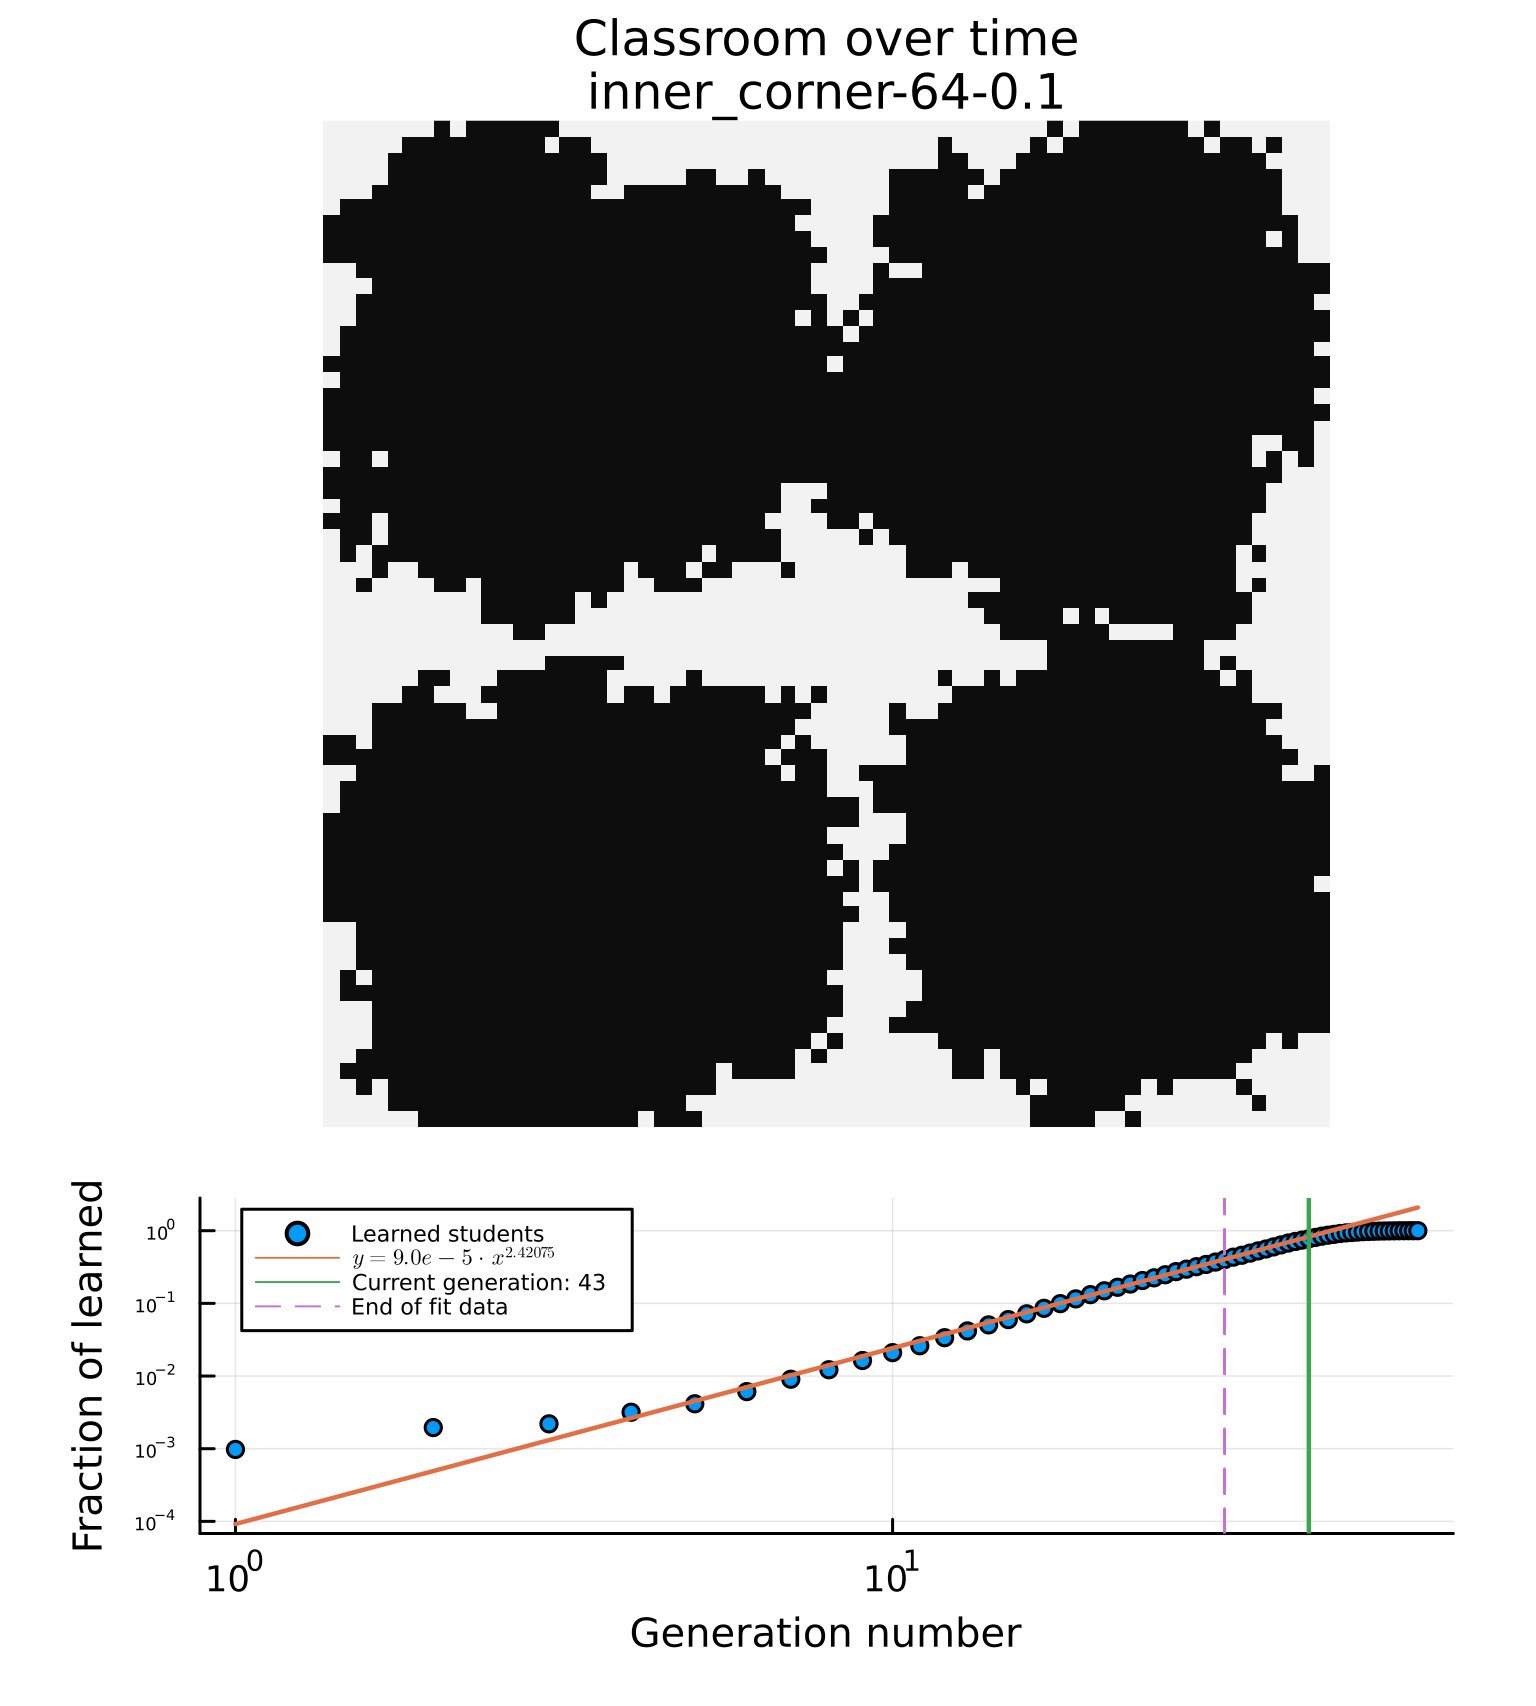 Classroom over time
inner_corner-64-0.1
Fraction of learned
10^0
10^-1
10^-2
10^-3
10^-4
Learned students
y = 9.0e − 5 · x^2.42075
Current generation: 43
End of fit data
10^0
10^1
Generation number